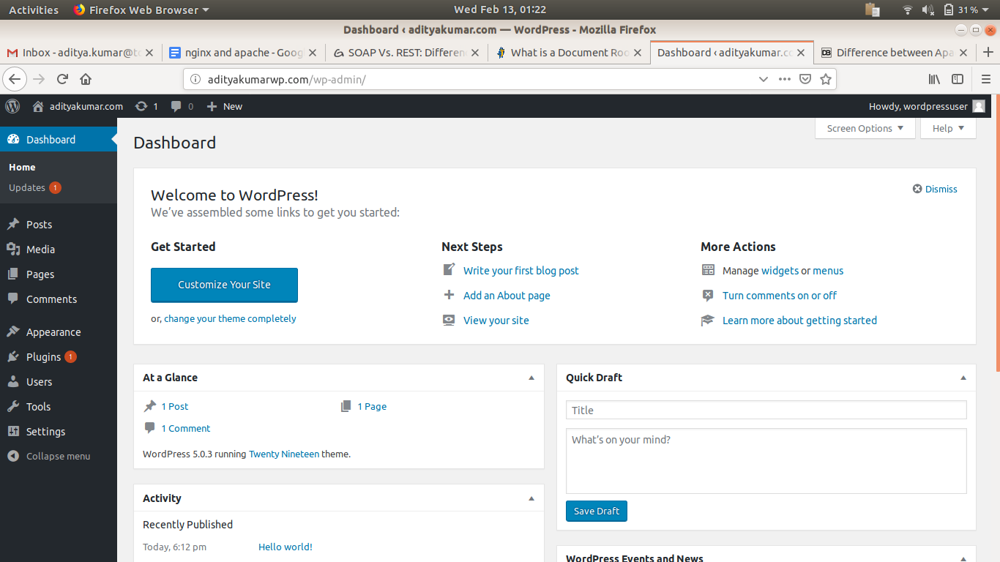 Activities Firefox Web Browser Wed Feb 13, 01:22 31%
Dashboard ‹ adityakumar.com — WordPress - Mozilla Firefox
Inbox - aditya.kumar@t nginx and apache - Goog SOAP Vs. REST: Differen What is a Document Roo Dashboard ‹ adityakumar.c DB Difference between Apa
adityakumarwp.com/wp-admin/
adityakumar.com 1 0 New Howdy, wordpressuser
Dashboard
Home
Updates 1
Posts
Media
Pages
Comments
Appearance
Plugins 1
Users
Tools
Settings
Collapse menu
Screen Options Help
Dashboard
Welcome to WordPress!
We’ve assembled some links to get you started:
Dismiss
Get Started
Customize Your Site
or, change your theme completely
Next Steps
Write your first blog post
Add an About page
View your site
More Actions
Manage widgets or menus
Turn comments on or off
Learn more about getting started
At a Glance
1 Post 1 Page
1 Comment
WordPress 5.0.3 running Twenty Nineteen theme.
Activity
Recently Published
Today, 6:12 pm Hello world!
Quick Draft
Title
What’s on your mind?
Save Draft
WordPress Events and News